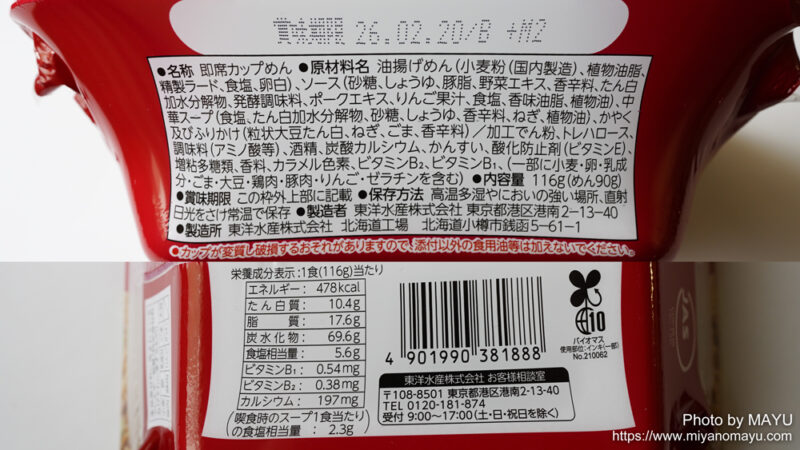 賞味期限 26.02.20/B +M2
●名称 即席カップめん ●原材料名 油揚げめん(小麦粉(国内製造)、植物油脂、
精製ラード、食塩、卵白)、ソース(砂糖、しょうゆ、豚脂、野菜エキス、香辛料、たん白
加水分解物、発酵調味料、ポークエキス、りんご果汁、食塩、香味油脂、植物油)、中
華スープ(食塩、たん白加水分解物、砂糖、しょうゆ、香辛料、ねぎ、植物油)、かやく
及びふりかけ(粒状大豆たん白、ねぎ、ごま、香辛料)/加工でん粉、トレハロース、
調味料(アミノ酸等)、酒精、炭酸カルシウム、かんすい、酸化防止剤(ビタミンE)、
増粘多糖類、香料、カラメル色素、ビタミンB₂、ビタミンB₁、(一部に小麦・卵・乳成
分・ごま・大豆・鶏肉・豚肉・りんご・ゼラチンを含む) ●内容量 116g(めん90g)
●賞味期限 この枠外上部に記載 ●保存方法 高温多湿やにおいの強い場所、直射
日光をさけ常温で保存 ●製造者 東洋水産株式会社 東京都港区港南2-13-40
●製造所 東洋水産株式会社 北海道工場 北海道小樽市銭函5-61-1
●カップが変質し破損するおそれがありますので、添付以外の食用油等は加えないでください。
栄養成分表示:1食(116g)当たり
エネルギー: 478kcal
たん白質: 10.4g
脂質: 17.6g
炭水化物: 69.6g
食塩相当量: 5.6g
ビタミンB₁: 0.54mg
ビタミンB₂: 0.38mg
カルシウム: 197mg
(喫食時のスープ1食当たり
の食塩相当量: 2.3g)
4 901990 381888
10
バイオマス
使用部位:インキ(一部)
No.210062
東洋水産株式会社 お客様相談室
〒108-8501 東京都港区港南2-13-40
TEL 0120-181-874
受付 9:00~17:00(土・日・祝日を除く)
JAS
Photo by MAYU
https://www.miyanomayu.com/